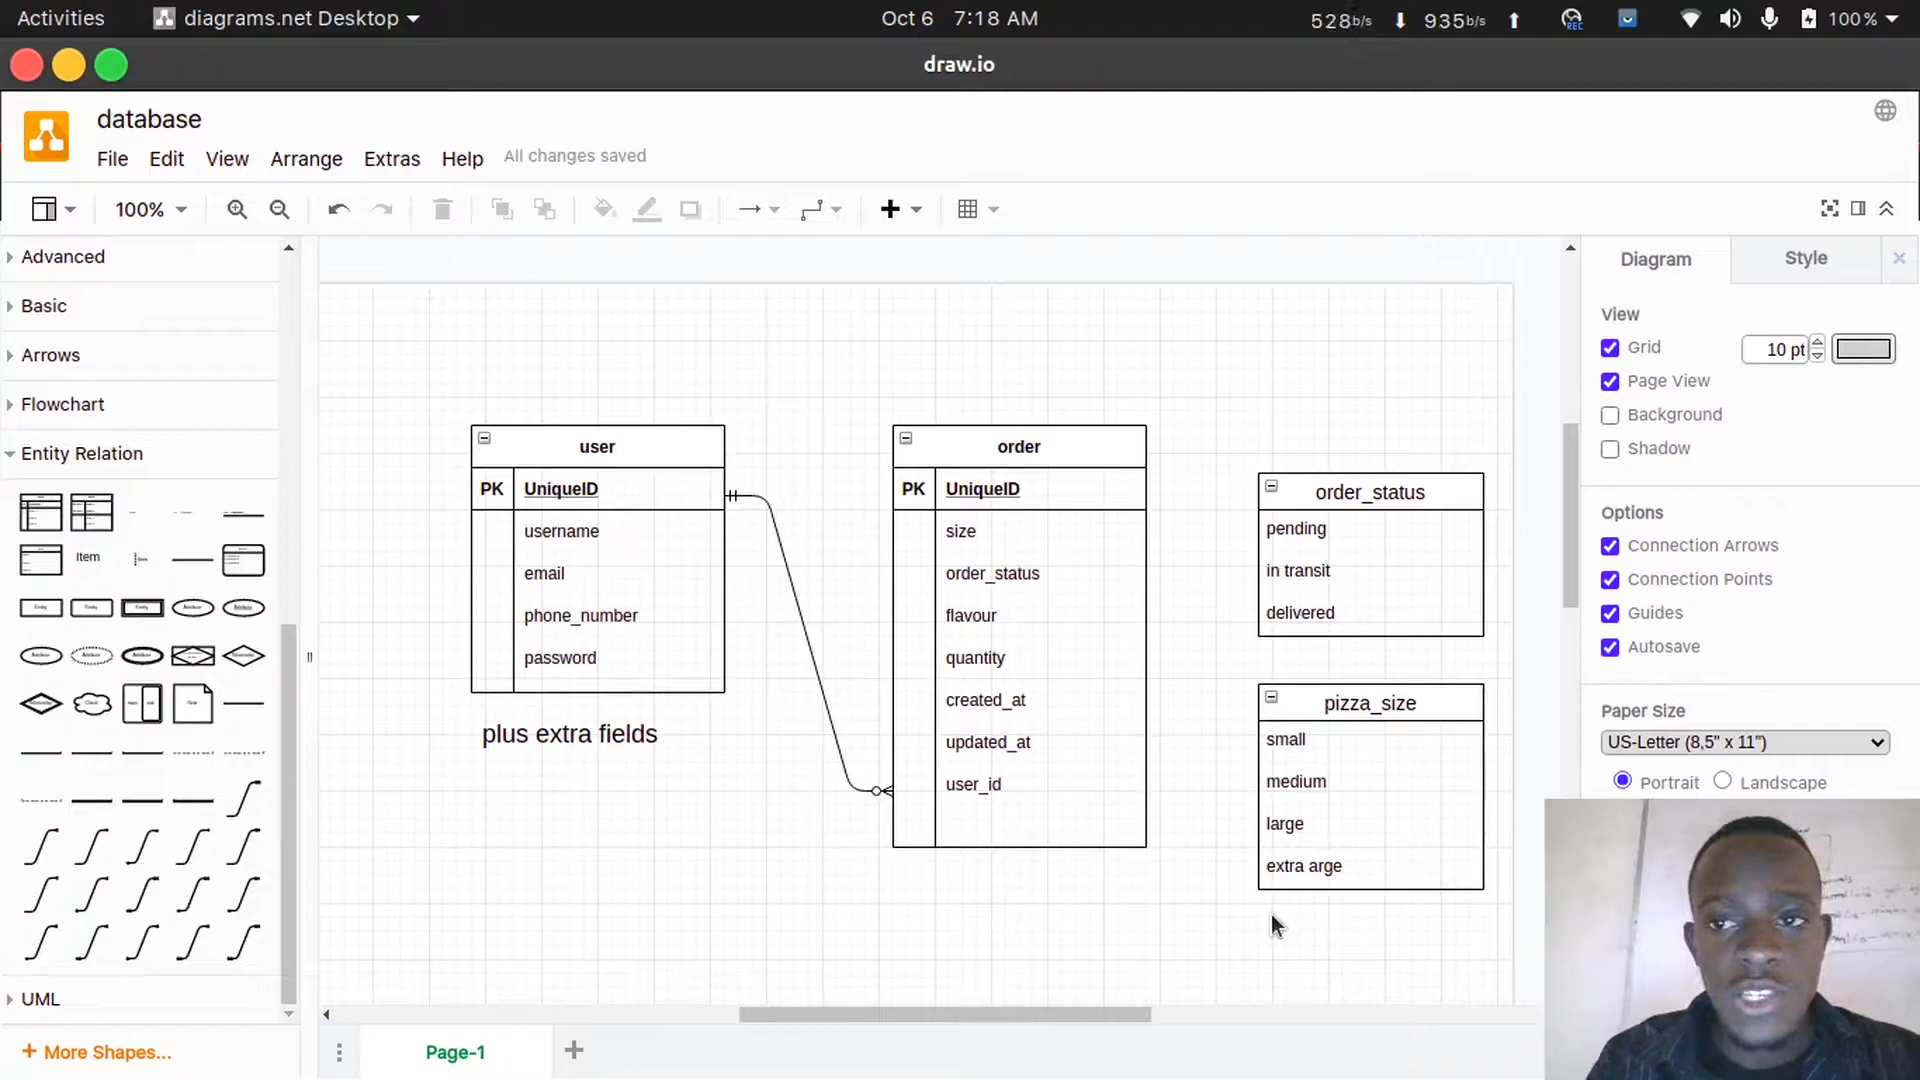 Activities
diagrams.net Desktop
Oct 6 7:18 AM
528b/s
935b/s
REC
100%
draw.io
database
File
Edit
View
Arrange
Extras
Help
All changes saved
100%
Advanced
Basic
Arrows
Flowchart
Entity Relation
Item
UML
+ More Shapes...
user
PK
UniqueID
username
email
phone_number
password
plus extra fields
order
PK
UniqueID
size
order_status
flavour
quantity
created_at
updated_at
user_id
order_status
pending
in transit
delivered
pizza_size
small
medium
large
extra arge
Page-1
Diagram
Style
View
Grid
10 pt
Page View
Background
Shadow
Options
Connection Arrows
Connection Points
Guides
Autosave
Paper Size
US-Letter (8,5" x 11")
Portrait
Landscape